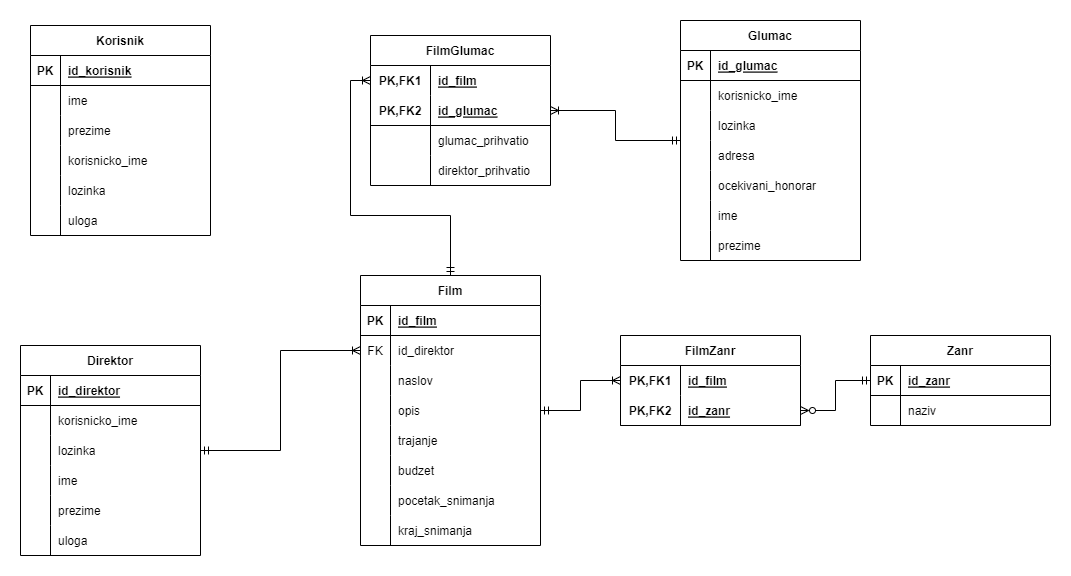 Korisnik
PK id_korisnik
ime
prezime
korisnicko_ime
lozinka
uloga
FilmGlumac
PK,FK1 id_film
PK,FK2 id_glumac
glumac_prihvatio
direktor_prihvatio
Glumac
PK id_glumac
korisnicko_ime
lozinka
adresa
ocekivani_honorar
ime
prezime
Direktor
PK id_direktor
korisnicko_ime
lozinka
ime
prezime
uloga
Film
PK id_film
FK id_direktor
naslov
opis
trajanje
budzet
pocetak_snimanja
kraj_snimanja
FilmZanr
PK,FK1 id_film
PK,FK2 id_zanr
Zanr
PK id_zanr
naziv